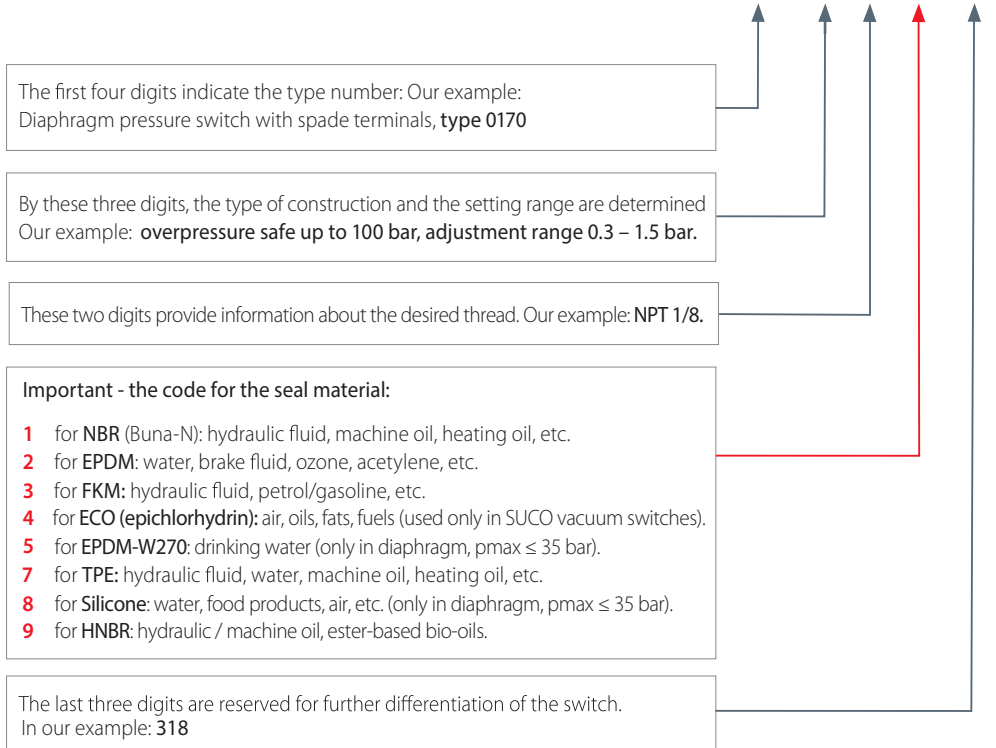 The first four digits indicate the type number: Our example:
Diaphragm pressure switch with spade terminals, type 0170
By these three digits, the type of construction and the setting range are determined
Our example: overpressure safe up to 100 bar, adjustment range 0.3 – 1.5 bar.
These two digits provide information about the desired thread. Our example: NPT 1/8.
Important - the code for the seal material:
1 for NBR (Buna-N): hydraulic fluid, machine oil, heating oil, etc.
2 for EPDM: water, brake fluid, ozone, acetylene, etc.
3 for FKM: hydraulic fluid, petrol/gasoline, etc.
4 for ECO (epichlorhydrin): air, oils, fats, fuels (used only in SUCO vacuum switches).
5 for EPDM-W270: drinking water (only in diaphragm, pmax ≤ 35 bar).
7 for TPE: hydraulic fluid, water, machine oil, heating oil, etc.
8 for Silicone: water, food products, air, etc. (only in diaphragm, pmax ≤ 35 bar).
9 for HNBR: hydraulic / machine oil, ester-based bio-oils.
The last three digits are reserved for further differentiation of the switch.
In our example: 318